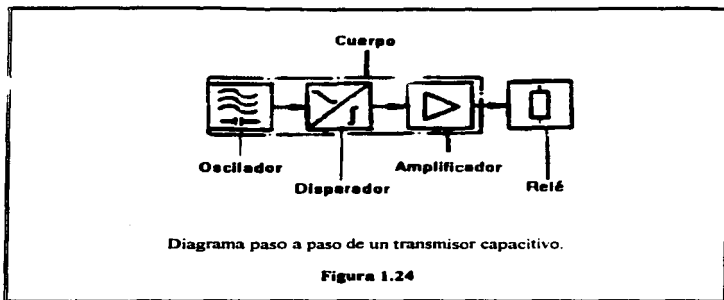 Cuerpo
Oscilador
Disparador
Amplificador
Relé
Diagrama paso a paso de un transmisor capacitivo.
Figura 1.24